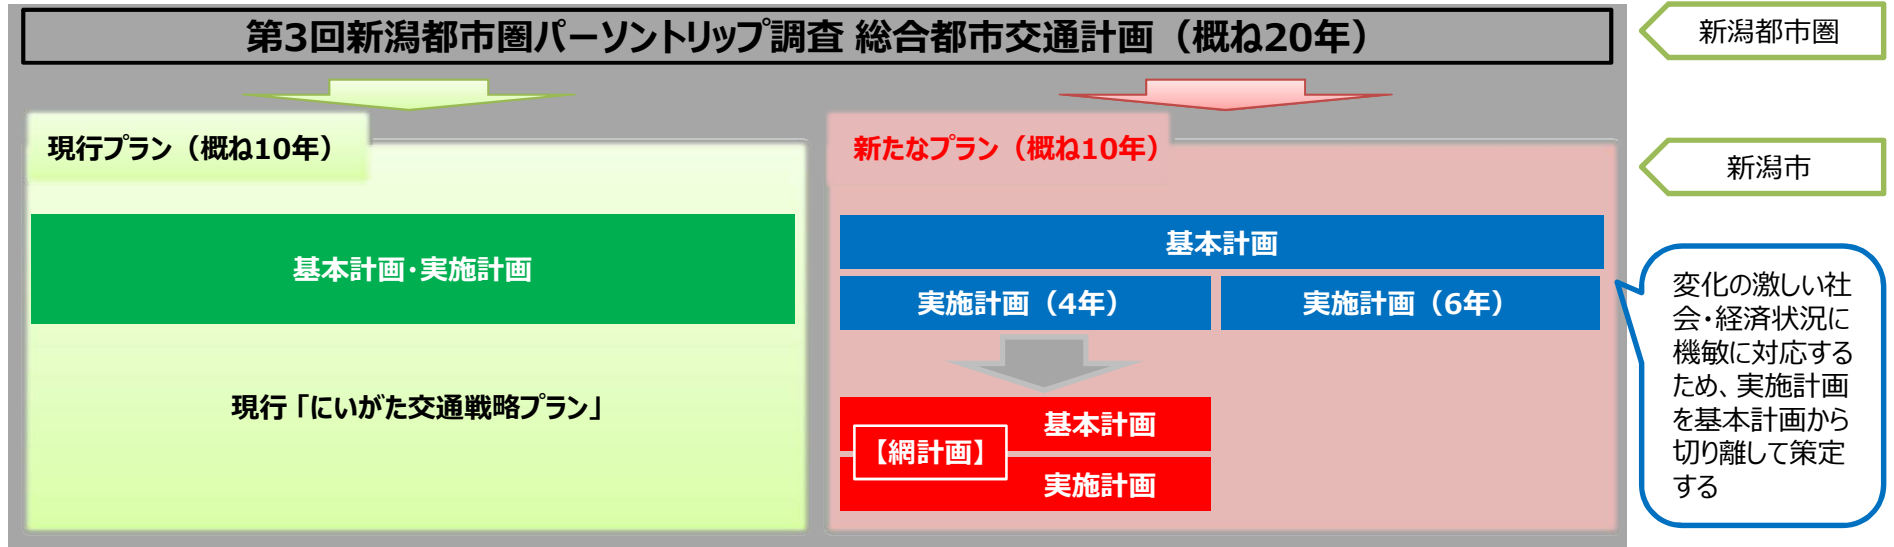 第3回新潟都市圏パーソントリップ調査 総合都市交通計画（概ね20年）
新潟都市圏
現行プラン（概ね10年）
新たなプラン（概ね10年）
新潟市
基本計画・実施計画
基本計画
実施計画（4年）
実施計画（6年）
現行「にいがた交通戦略プラン」
【網計画】
基本計画
実施計画
変化の激しい社
会・経済状況に
機敏に対応する
ため、実施計画
を基本計画から
切り離して策定
する